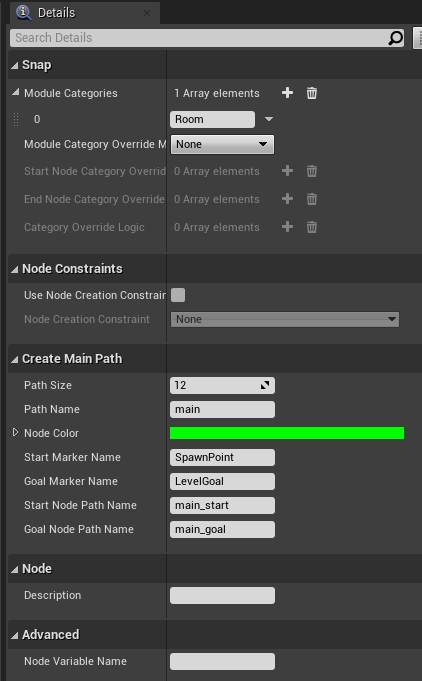 Details
Search Details
Snap
Module Categories 1 Array elements
0 Room
Module Category Override M None
Start Node Category Overrid 0 Array elements
End Node Category Overrid 0 Array elements
Category Override Logic 0 Array elements
Node Constraints
Use Node Creation Constrain
Node Creation Constraint None
Create Main Path
Path Size 12
Path Name main
Node Color
Start Marker Name SpawnPoint
Goal Marker Name LevelGoal
Start Node Path Name main_start
Goal Node Path Name main_goal
Node
Description
Advanced
Node Variable Name